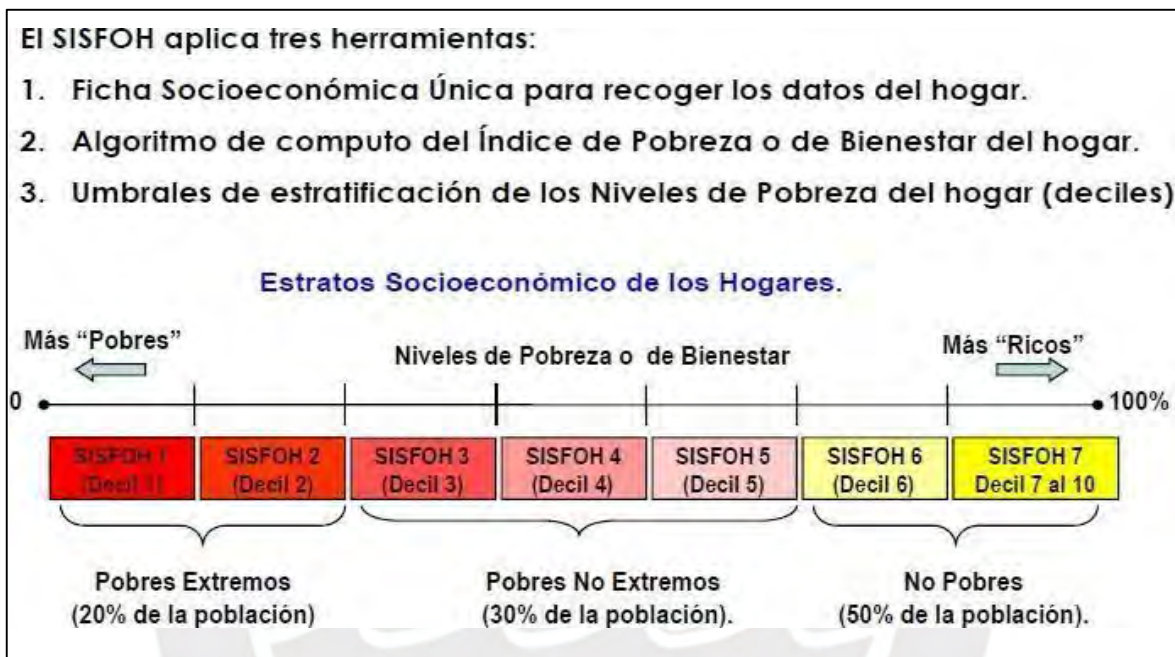 El SISFOH aplica tres herramientas:
1. Ficha Socioeconómica Única para recoger los datos del hogar.
2. Algoritmo de computo del Índice de Pobreza o de Bienestar del hogar.
3. Umbrales de estratificación de los Niveles de Pobreza del hogar (deciles)
Estratos Socioeconómico de los Hogares.
Más “Pobres”
Niveles de Pobreza o de Bienestar
Más “Ricos”
0
100%
SISFOH 1
(Decil 1)
SISFOH 2
(Decil 2)
SISFOH 3
(Decil 3)
SISFOH 4
(Decil 4)
SISFOH 5
(Decil 5)
SISFOH 6
(Decil 6)
SISFOH 7
Decil 7 al 10
Pobres Extremos
(20% de la población)
Pobres No Extremos
(30% de la población).
No Pobres
(50% de la población).